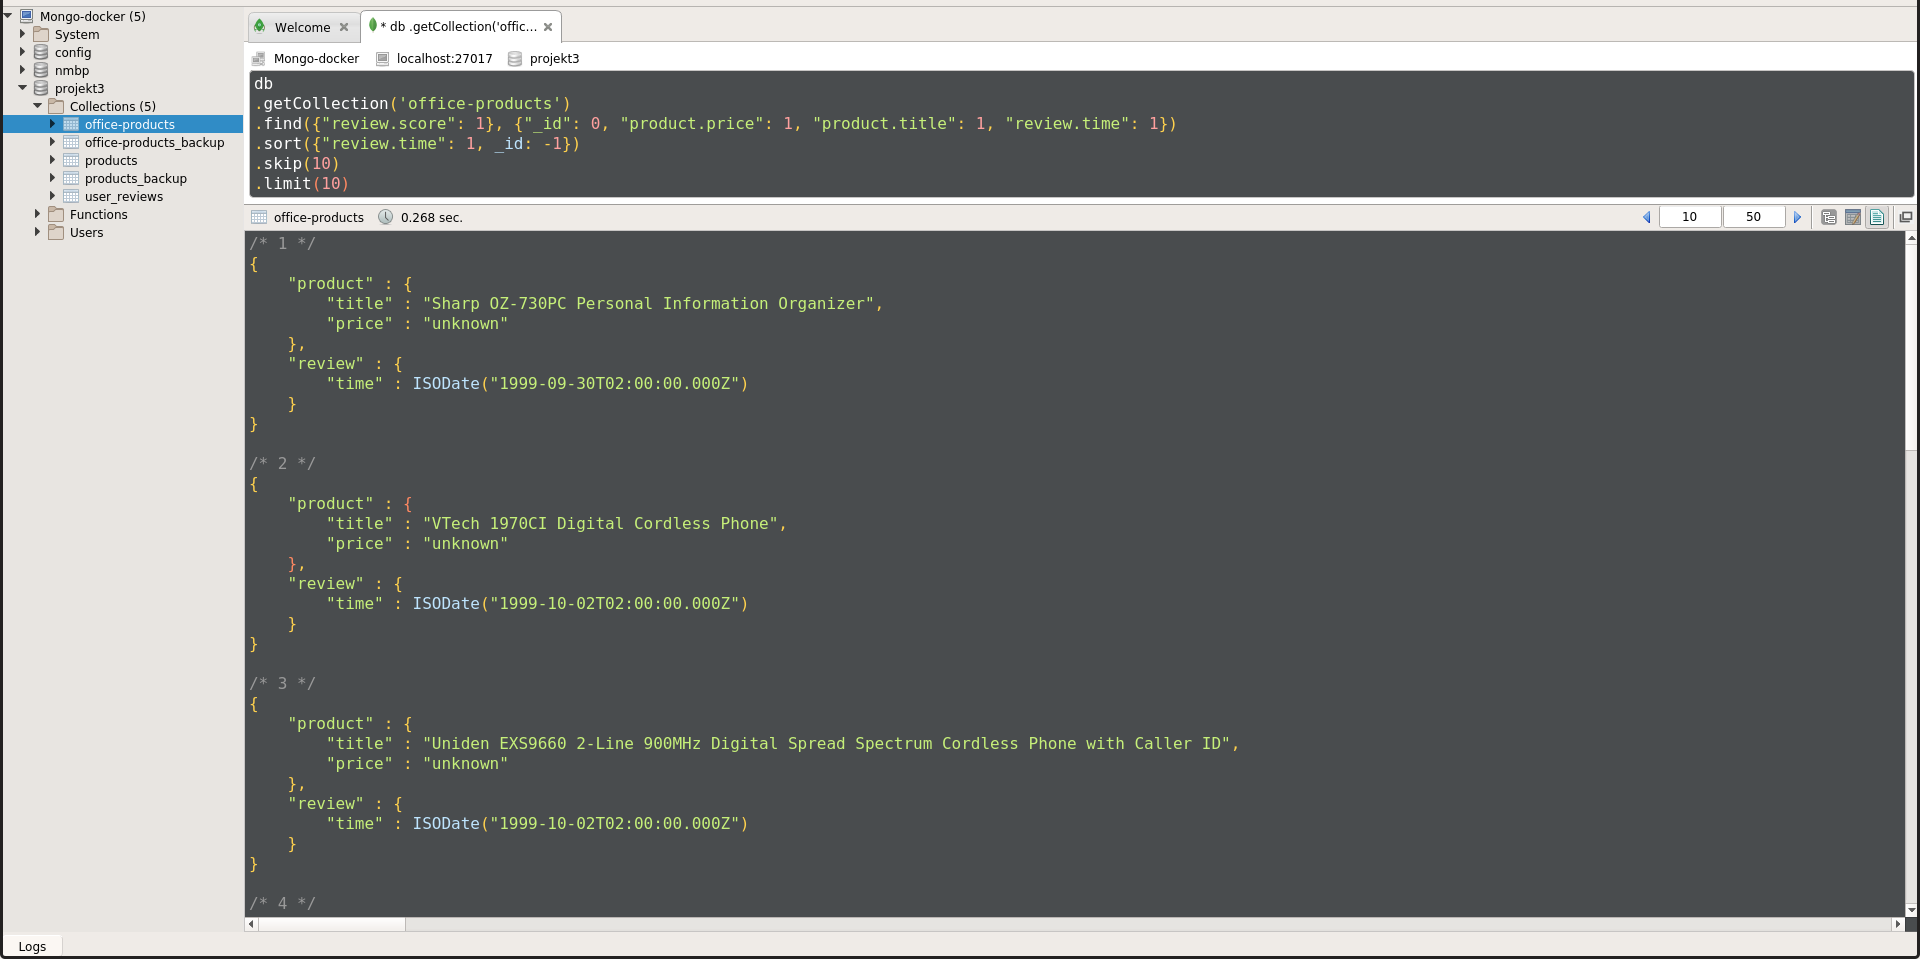 Mongo-docker (5)
System
config
nmbp
projekt3
Collections (5)
office-products
office-products_backup
products
products_backup
user_reviews
Functions
Users
Welcome
* db .getCollection('offic...
Mongo-docker localhost:27017 projekt3
db
.getCollection('office-products')
.find({"review.score": 1}, {"_id": 0, "product.price": 1, "product.title": 1, "review.time": 1})
.sort({"review.time": 1, _id: -1})
.skip(10)
.limit(10)
office-products 0.268 sec. 10 50
/* 1 */
{
    "product" : {
        "title" : "Sharp OZ-730PC Personal Information Organizer",
        "price" : "unknown"
    },
    "review" : {
        "time" : ISODate("1999-09-30T02:00:00.000Z")
    }
}
/* 2 */
{
    "product" : {
        "title" : "VTech 1970CI Digital Cordless Phone",
        "price" : "unknown"
    },
    "review" : {
        "time" : ISODate("1999-10-02T02:00:00.000Z")
    }
}
/* 3 */
{
    "product" : {
        "title" : "Uniden EXS9660 2-Line 900MHz Digital Spread Spectrum Cordless Phone with Caller ID",
        "price" : "unknown"
    },
    "review" : {
        "time" : ISODate("1999-10-02T02:00:00.000Z")
    }
}
/* 4 */
Logs